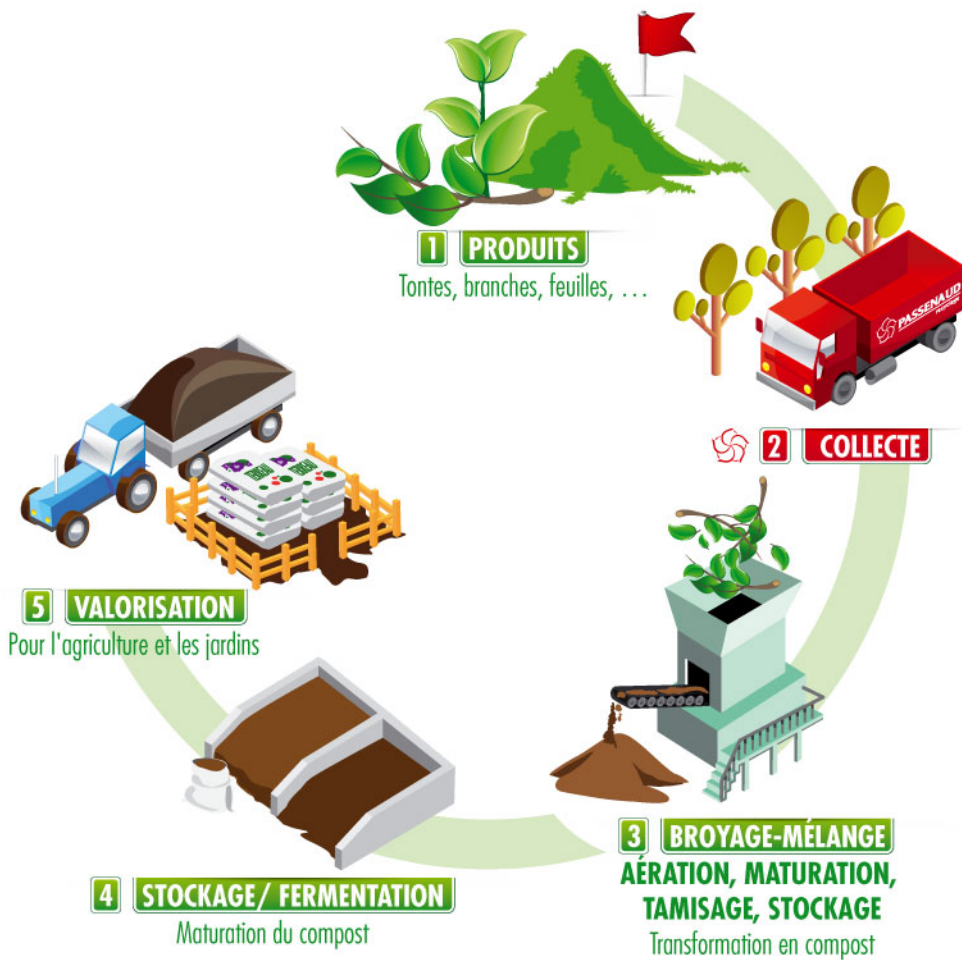 1 PRODUITS
Tontes, branches, feuilles, ...
PASSENAUD
2 COLLECTE
3 BROYAGE-MÉLANGE
AÉRATION, MATURATION,
TAMISAGE, STOCKAGE
Transformation en compost
4 STOCKAGE/ FERMENTATION
Maturation du compost
5 VALORISATION
Pour l'agriculture et les jardins